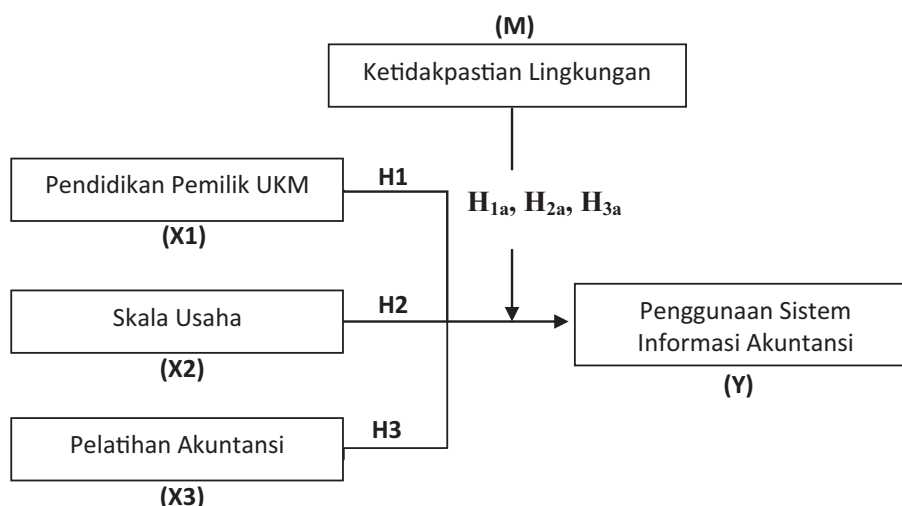 (M)
Ketidakpastian Lingkungan
Pendidikan Pemilik UKM
H1
(X1)
H1a, H2a, H3a
Skala Usaha
H2
(X2)
Penggunaan Sistem
Informasi Akuntansi
(Y)
Pelatihan Akuntansi
H3
(X3)